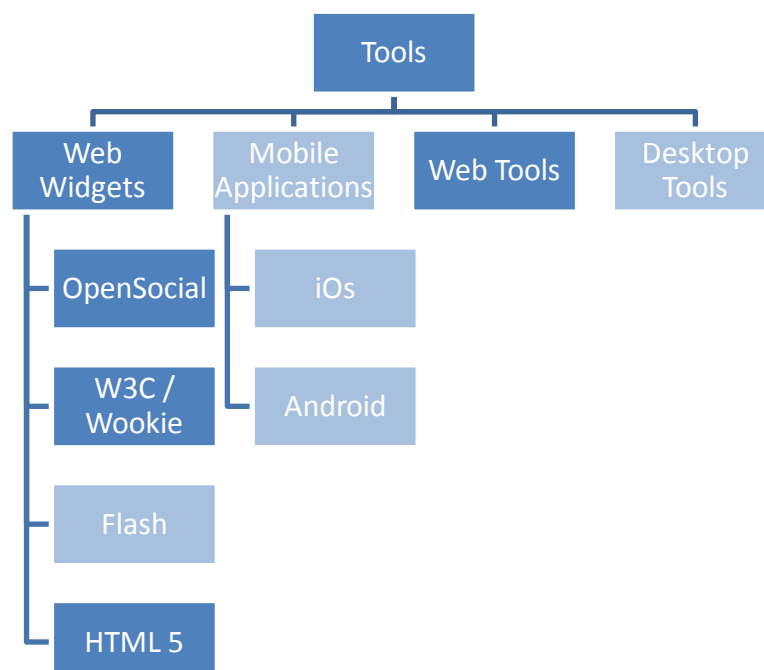 Tools
Web
Widgets
Mobile
Applications
Web Tools
Desktop
Tools
OpenSocial
iOs
W3C /
Wookie
Android
Flash
HTML 5